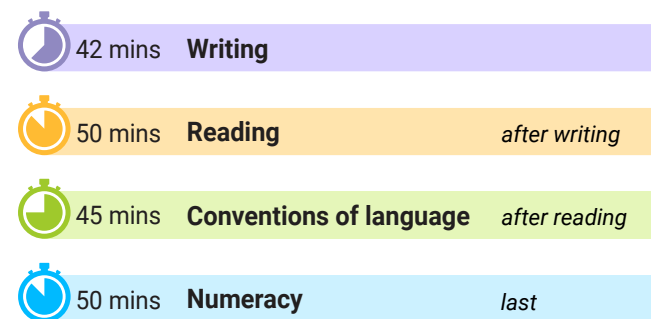 42 mins Writing
50 mins Reading after writing
45 mins Conventions of language after reading
50 mins Numeracy last